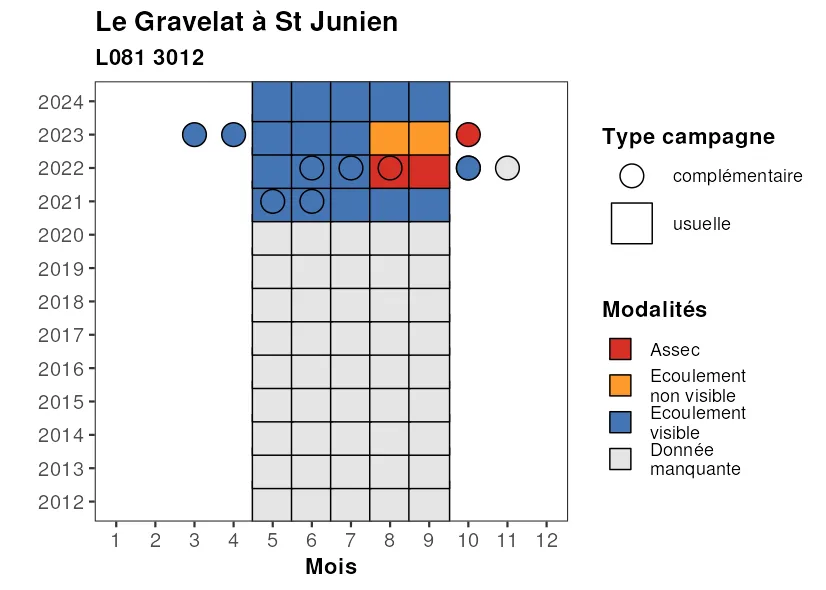 Le Gravelat à St Junien
L081 3012
2024
2023
2022
2021
2020
2019
2018
2017
2016
2015
2014
2013
2012
1 2 3 4 5 6 7 8 9 10 11 12
Mois
Type campagne
complémentaire
usuelle
Modalités
Assec
Ecoulement
non visible
Ecoulement
visible
Donnée
manquante